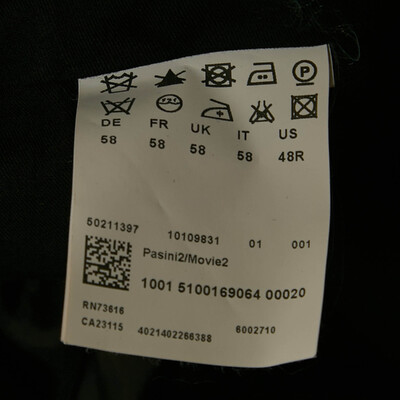 P
DE FR UK IT US
58 58 58 58 48R
50211397 10109831 01 001
Pasini2/Movie2
1001 5100169064 00020
RN73616
CA23115 4021402266388 6002710